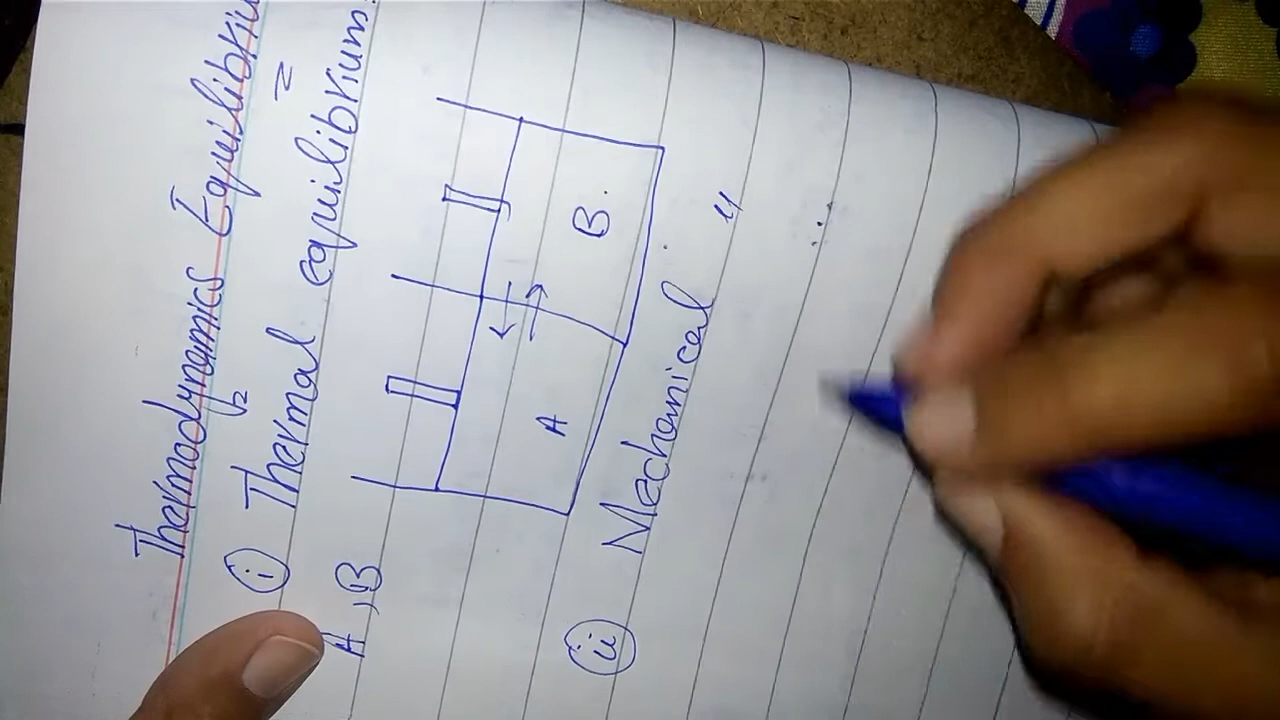 Thermodynamics Equilibriu
(i) Thermal equilibrium.
A, B
A B.
(ii) Mechanical "